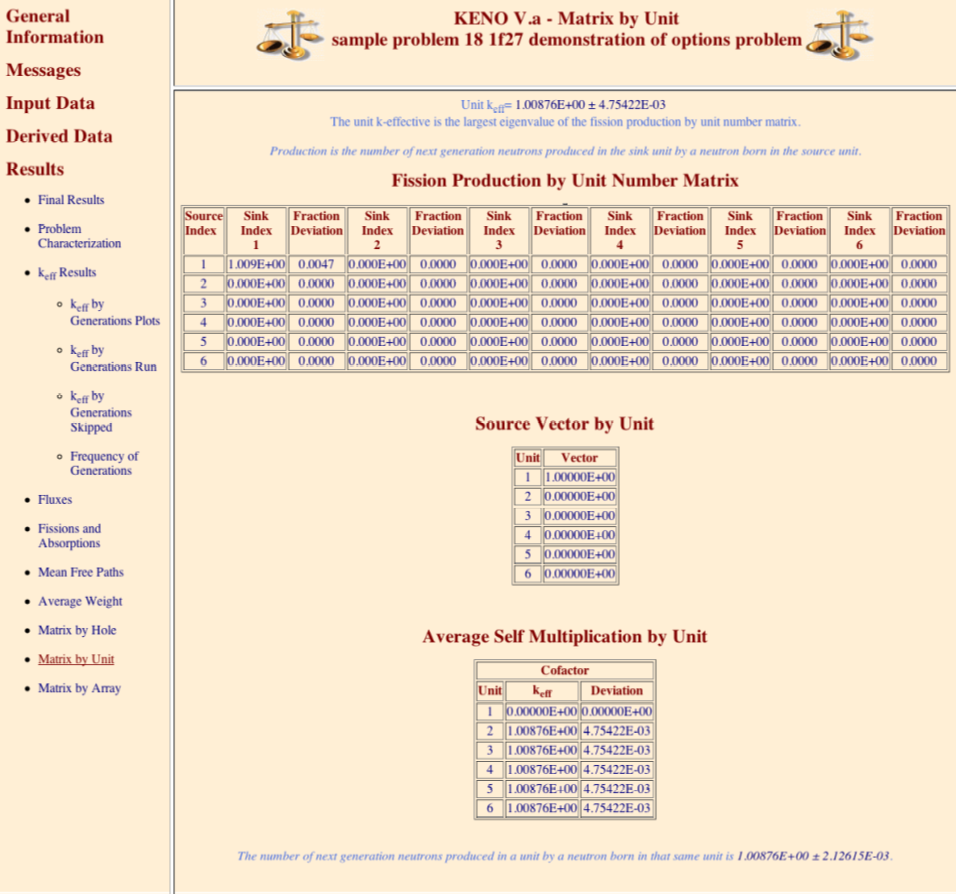 General
Information
Messages
Input Data
Derived Data
Results
• Final Results
• Problem
Characterization
• keff Results
○ keff by
Generations Plots
○ keff by
Generations Run
○ keff by
Generations
Skipped
○ Frequency of
Generations
• Fluxes
• Fissions and
Absorptions
• Mean Free Paths
• Average Weight
• Matrix by Hole
• Matrix by Unit
• Matrix by Array
KENO V.a - Matrix by Unit
sample problem 18 1f27 demonstration of options problem
Unit keff= 1.00876E+00 ± 4.75422E-03
The unit k-effective is the largest eigenvalue of the fission production by unit number matrix.
Production is the number of next generation neutrons produced in the sink unit by a neutron born in the source unit.
Fission Production by Unit Number Matrix
Source Sink Fraction Sink Fraction Sink Fraction Sink Fraction Sink Fraction Sink Fraction
Index Index Deviation Index Deviation Index Deviation Index Deviation Index Deviation Index Deviation
1 2 3 4 5 6
1 1.009E+00 0.0047 0.000E+00 0.0000 0.000E+00 0.0000 0.000E+00 0.0000 0.000E+00 0.0000 0.000E+00 0.0000
2 0.000E+00 0.0000 0.000E+00 0.0000 0.000E+00 0.0000 0.000E+00 0.0000 0.000E+00 0.0000 0.000E+00 0.0000
3 0.000E+00 0.0000 0.000E+00 0.0000 0.000E+00 0.0000 0.000E+00 0.0000 0.000E+00 0.0000 0.000E+00 0.0000
4 0.000E+00 0.0000 0.000E+00 0.0000 0.000E+00 0.0000 0.000E+00 0.0000 0.000E+00 0.0000 0.000E+00 0.0000
5 0.000E+00 0.0000 0.000E+00 0.0000 0.000E+00 0.0000 0.000E+00 0.0000 0.000E+00 0.0000 0.000E+00 0.0000
6 0.000E+00 0.0000 0.000E+00 0.0000 0.000E+00 0.0000 0.000E+00 0.0000 0.000E+00 0.0000 0.000E+00 0.0000
Source Vector by Unit
Unit Vector
1 1.00000E+00
2 0.00000E+00
3 0.00000E+00
4 0.00000E+00
5 0.00000E+00
6 0.00000E+00
Average Self Multiplication by Unit
Cofactor
Unit keff Deviation
1 0.00000E+00 0.00000E+00
2 1.00876E+00 4.75422E-03
3 1.00876E+00 4.75422E-03
4 1.00876E+00 4.75422E-03
5 1.00876E+00 4.75422E-03
6 1.00876E+00 4.75422E-03
The number of next generation neutrons produced in a unit by a neutron born in that same unit is 1.00876E+00 ± 2.12615E-03.